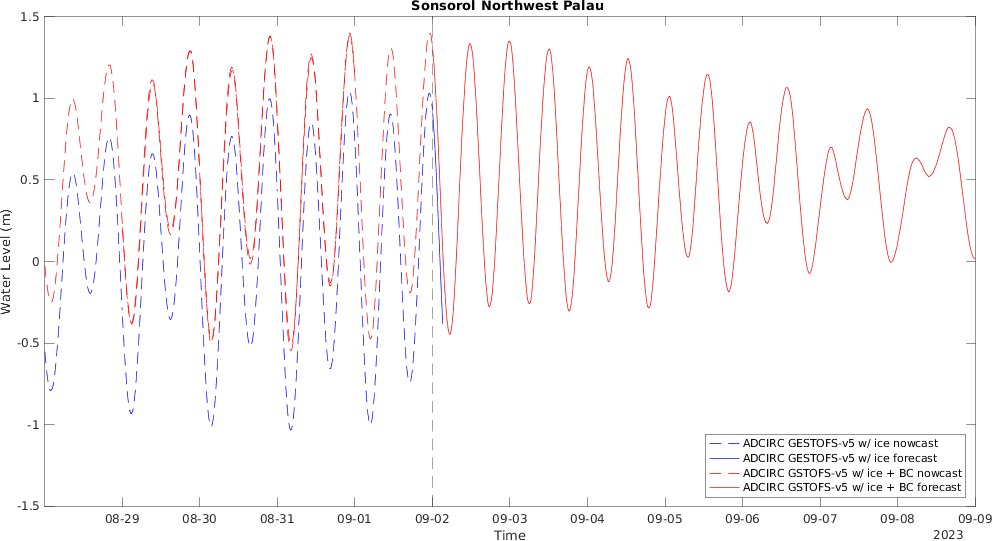 Sonsorol Northwest Palau
1.5
1
0.5
0
-0.5
-1
-1.5
Water Level (m)
ADCIRC GESTOFS-v5 w/ ice nowcast
ADCIRC GESTOFS-v5 w/ ice forecast
ADCIRC GSTOFS-v5 w/ ice + BC nowcast
ADCIRC GSTOFS-v5 w/ ice + BC forecast
08-29 08-30 08-31 09-01 09-02 09-03 09-04 09-05 09-06 09-07 09-08 09-09
Time
2023